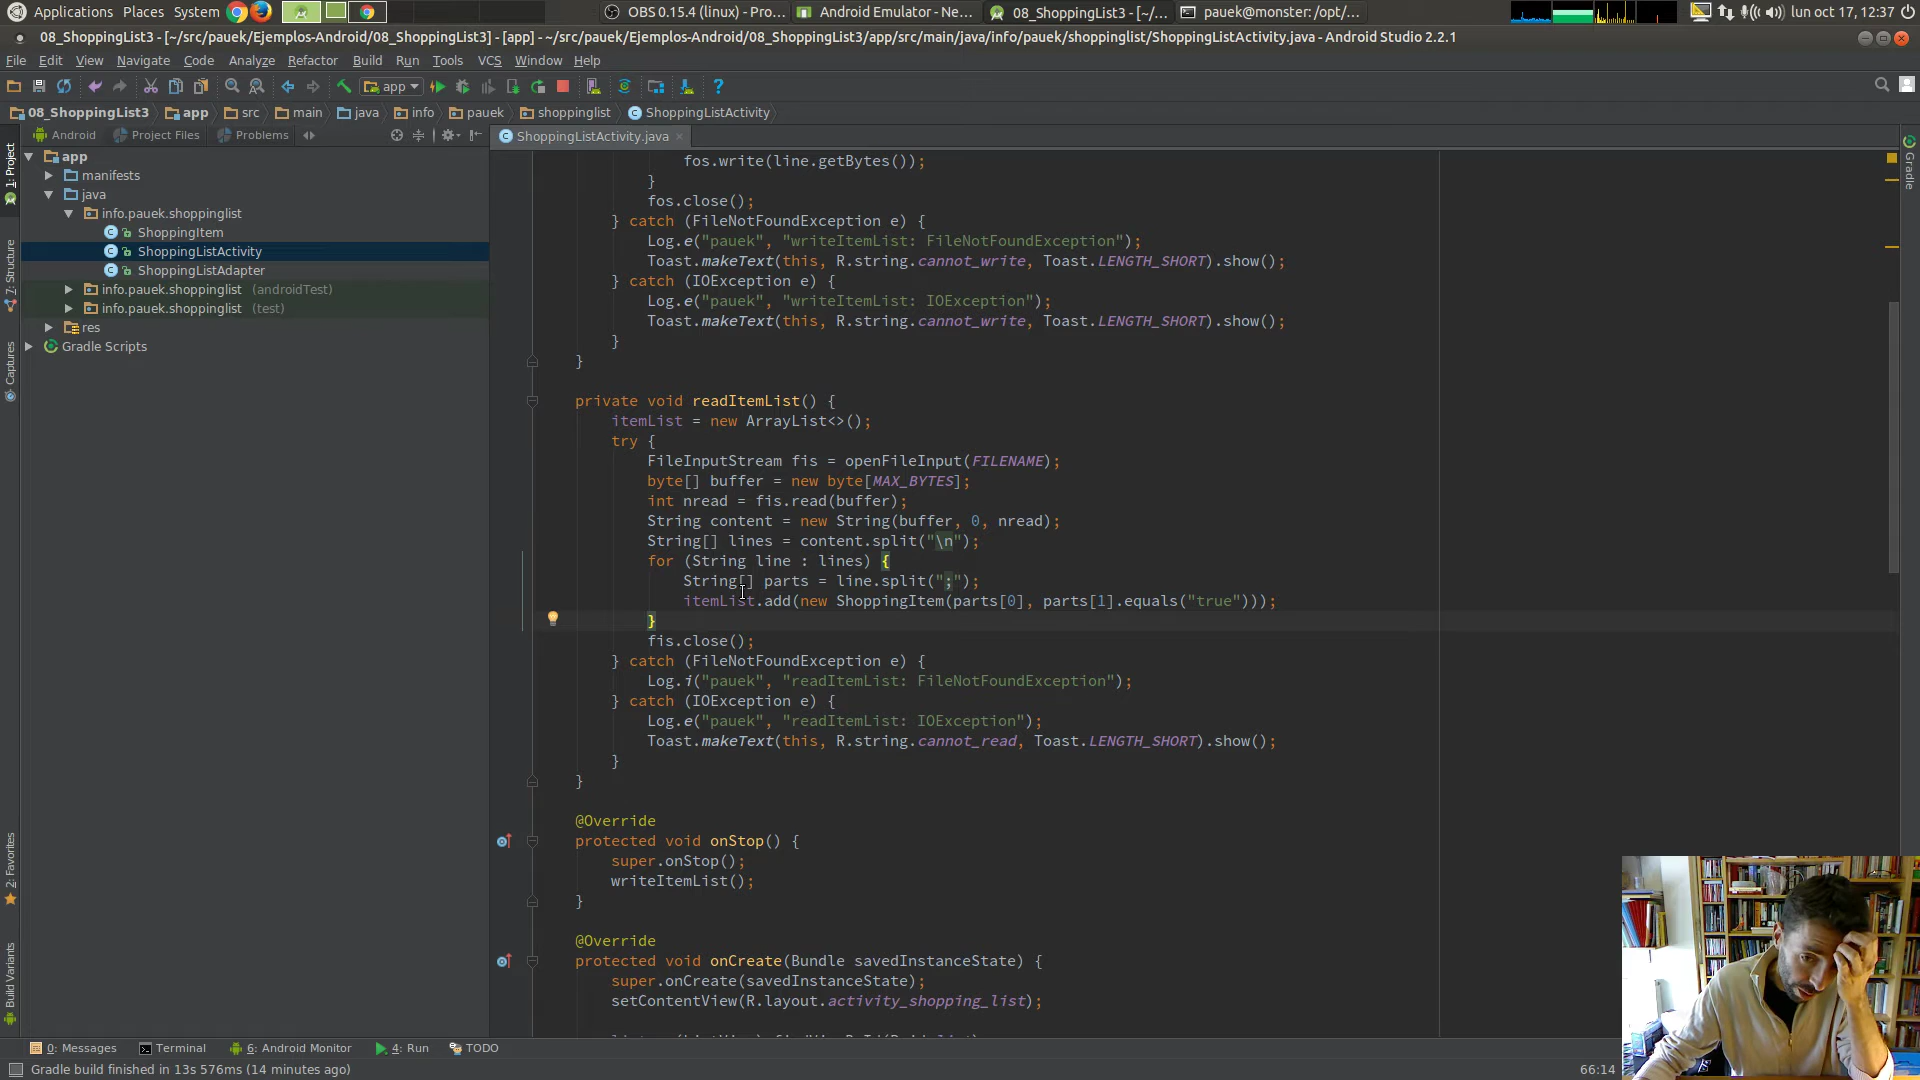 Applications Places System
OBS 0.15.4 (linux) - Pro...
Android Emulator - Ne...
08_ShoppingList3 - [~/...
pauek@monster: /opt/...
lun oct 17, 12:37
08_ShoppingList3 - [~/src/pauek/Ejemplos-Android/08_ShoppingList3] - [app] - ~/src/pauek/Ejemplos-Android/08_ShoppingList3/app/src/main/java/info/pauek/shoppinglist/ShoppingListActivity.java - Android Studio 2.2.1
File Edit View Navigate Code Analyze Refactor Build Run Tools VCS Window Help
app
08_ShoppingList3 app src main java info pauek shoppinglist ShoppingListActivity
Android Project Files Problems
ShoppingListActivity.java
1: Project
7: Structure
Captures
2: Favorites
Build Variants
Gradle
app
manifests
java
info.pauek.shoppinglist
ShoppingItem
ShoppingListActivity
ShoppingListAdapter
info.pauek.shoppinglist (androidTest)
info.pauek.shoppinglist (test)
res
Gradle Scripts
fos.write(line.getBytes());
}
fos.close();
} catch (FileNotFoundException e) {
Log.e("pauek", "writeItemList: FileNotFoundException");
Toast.makeText(this, R.string.cannot_write, Toast.LENGTH_SHORT).show();
} catch (IOException e) {
Log.e("pauek", "writeItemList: IOException");
Toast.makeText(this, R.string.cannot_write, Toast.LENGTH_SHORT).show();
}
}
private void readItemList() {
itemList = new ArrayList<>();
try {
FileInputStream fis = openFileInput(FILENAME);
byte[] buffer = new byte[MAX_BYTES];
int nread = fis.read(buffer);
String content = new String(buffer, 0, nread);
String[] lines = content.split("\n");
for (String line : lines) {
String[] parts = line.split(";");
itemList.add(new ShoppingItem(parts[0], parts[1].equals("true")));
}
fis.close();
} catch (FileNotFoundException e) {
Log.i("pauek", "readItemList: FileNotFoundException");
} catch (IOException e) {
Log.e("pauek", "readItemList: IOException");
Toast.makeText(this, R.string.cannot_read, Toast.LENGTH_SHORT).show();
}
}
@Override
protected void onStop() {
super.onStop();
writeItemList();
}
@Override
protected void onCreate(Bundle savedInstanceState) {
super.onCreate(savedInstanceState);
setContentView(R.layout.activity_shopping_list);
0: Messages Terminal 6: Android Monitor 4: Run TODO
Gradle build finished in 13s 576ms (14 minutes ago)
66:14